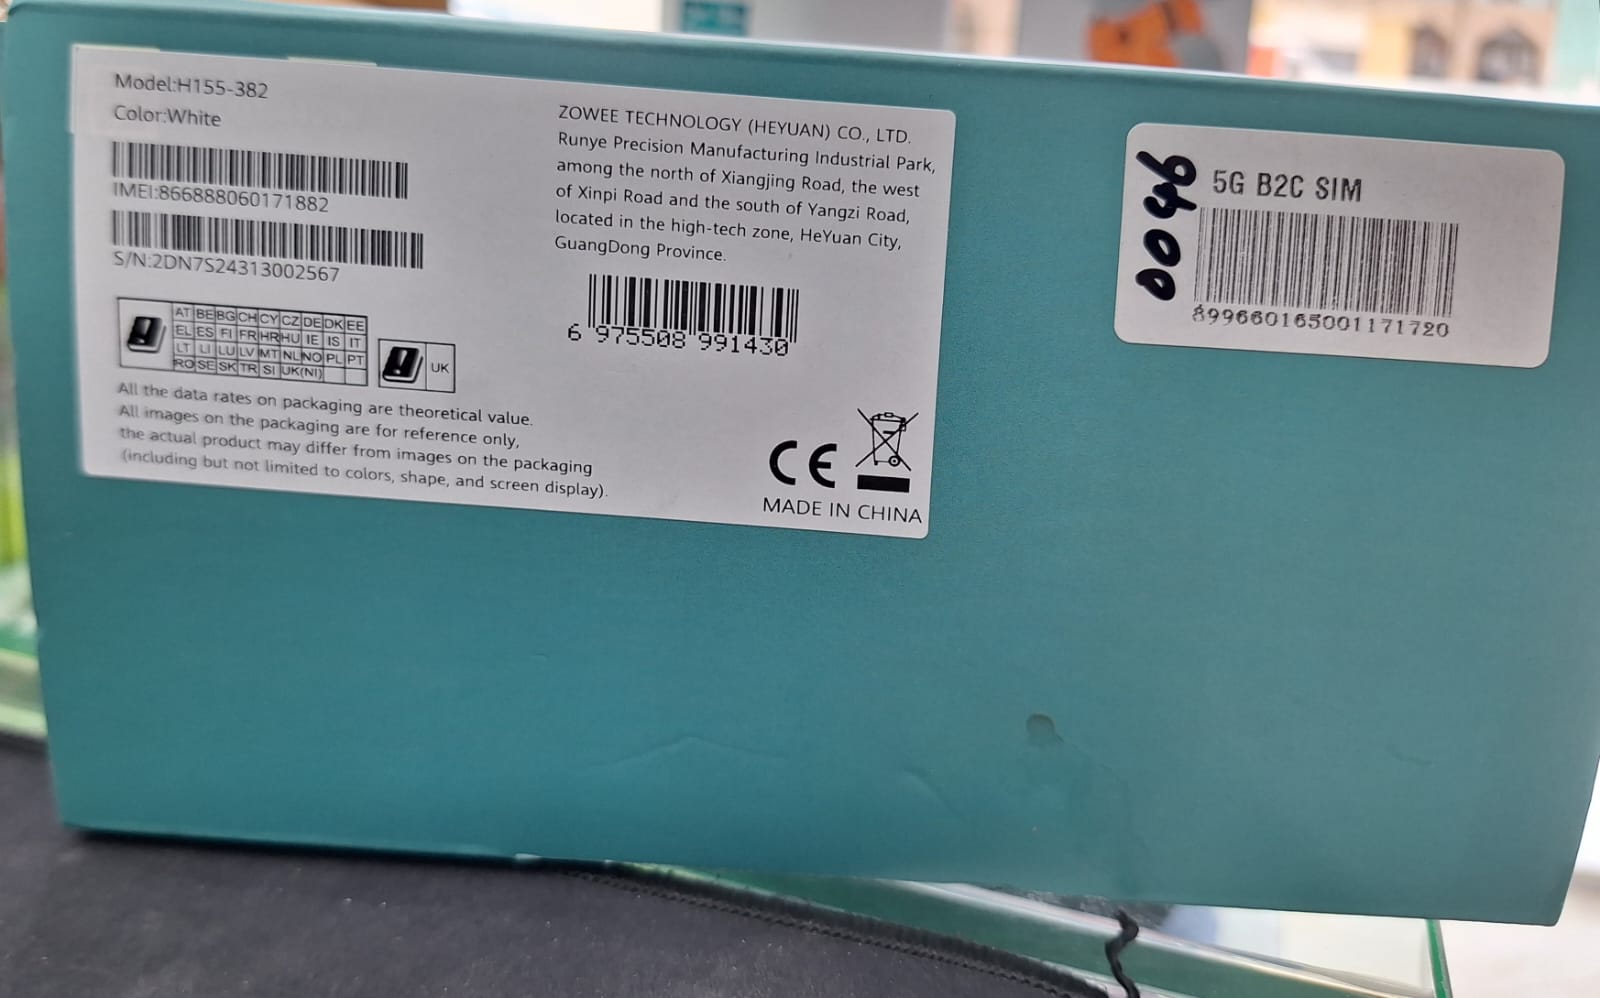 Model:H155-382
Color:White
IMEI:866888060171882
S/N:2DN7S24313002567
AT BE BG CH CY CZ DE DK EE
EL ES FI FR HR HU IE IS IT
LT LI LU LV MT NL NO PL PT
RO SE SK TR SI UK(NI)
UK
All the data rates on packaging are theoretical value.
All images on the packaging are for reference only,
the actual product may differ from images on the packaging
(including but not limited to colors, shape, and screen display).
ZOWEE TECHNOLOGY (HEYUAN) CO., LTD.
Runye Precision Manufacturing Industrial Park,
among the north of Xiangjing Road, the west
of Xinpi Road and the south of Yangzi Road,
located in the high-tech zone, HeYuan City,
GuangDong Province.
6 975508 991430
CE
MADE IN CHINA
0046
5G B2C SIM
899660165001171720